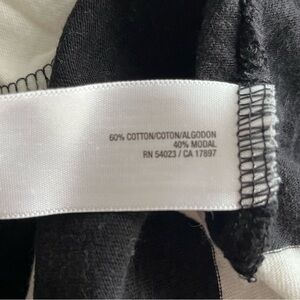 60% COTTON/COTON/ALGODON
40% MODAL
RN 54023 / CA 17897